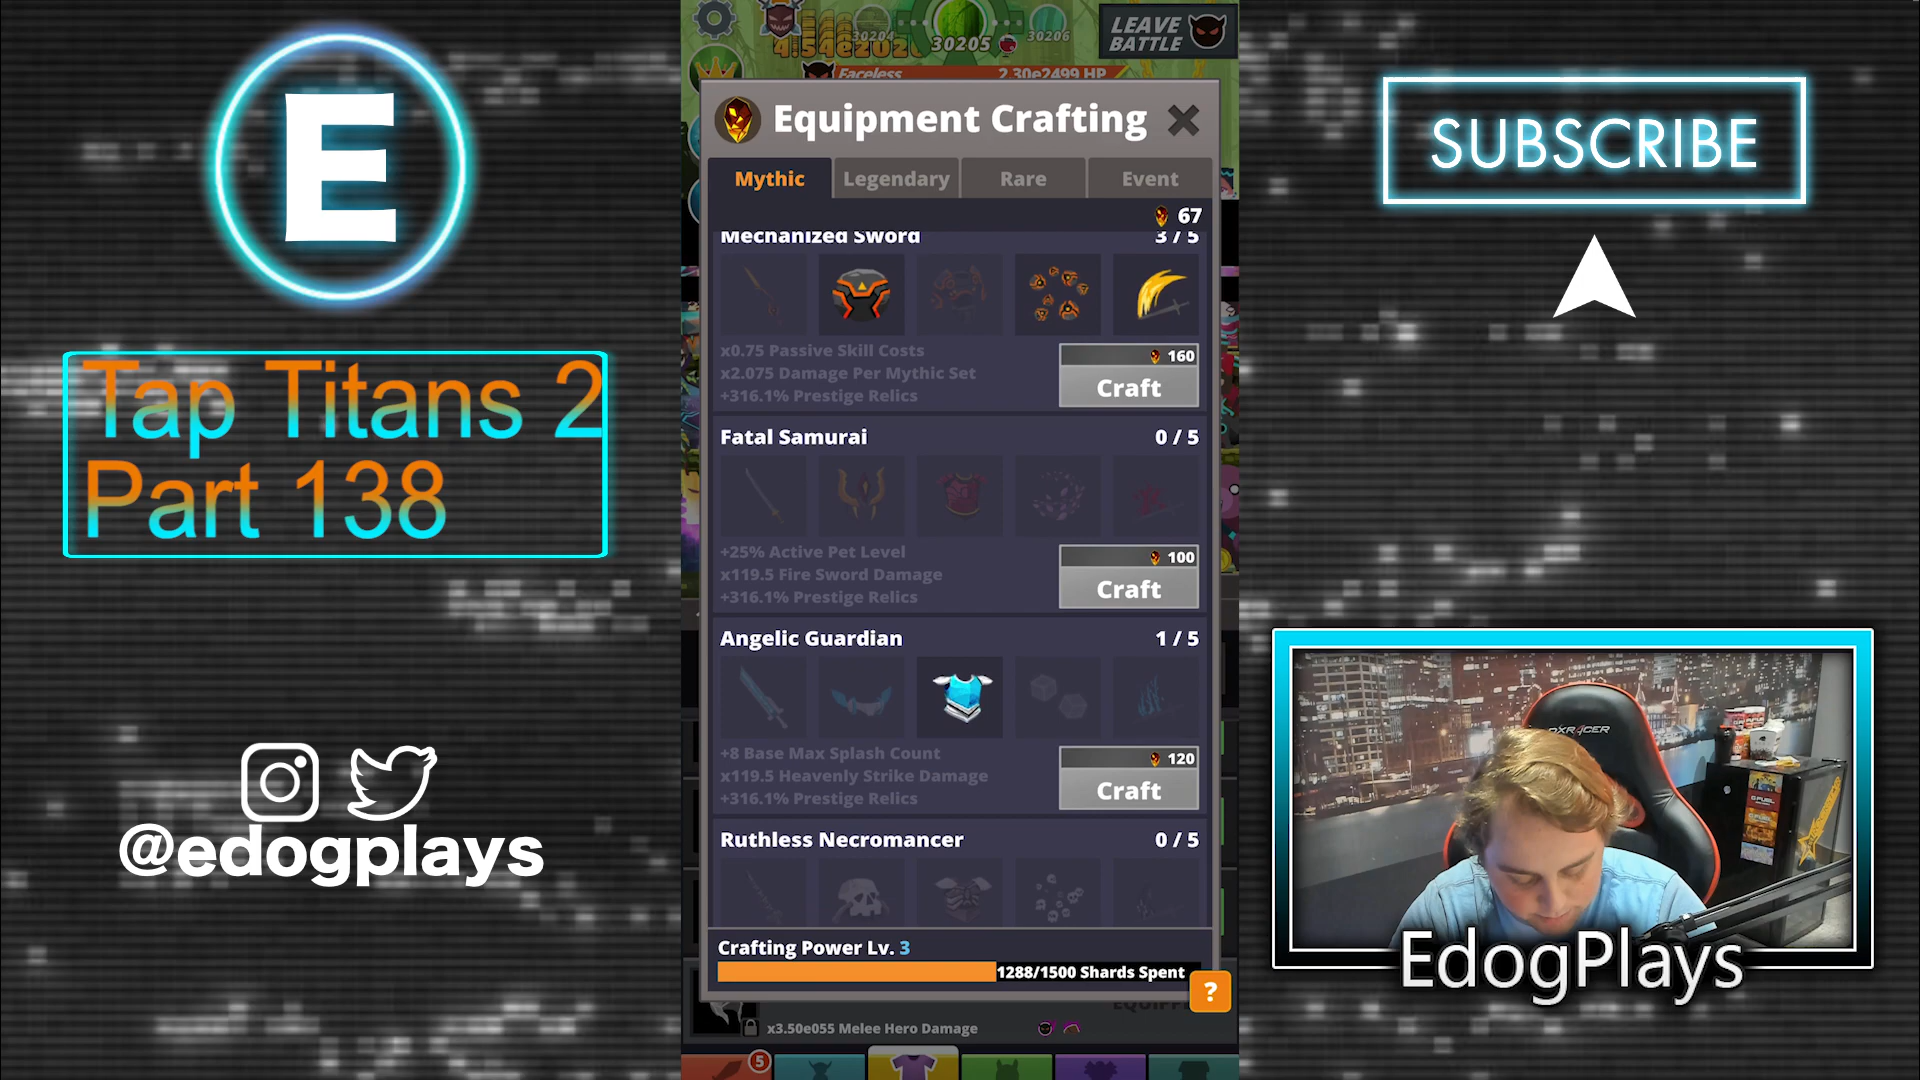 E
Tap Titans 2
Part 138
@edogplays
30204
30205
30206
LEAVE
BATTLE
Faceless
2.30e2499 HP
Equipment Crafting
Mythic
Legendary
Rare
Event
67
Mechanized Sword
3 / 5
x0.75 Passive Skill Costs
x2.075 Damage Per Mythic Set
+316.1% Prestige Relics
160
Craft
Fatal Samurai
0 / 5
+25% Active Pet Level
x119.5 Fire Sword Damage
+316.1% Prestige Relics
100
Craft
Angelic Guardian
1 / 5
+8 Base Max Splash Count
x119.5 Heavenly Strike Damage
+316.1% Prestige Relics
120
Craft
Ruthless Necromancer
0 / 5
Crafting Power Lv. 3
1288/1500 Shards Spent
?
x3.50e055 Melee Hero Damage
5
SUBSCRIBE
DXRACER
EdogPlays